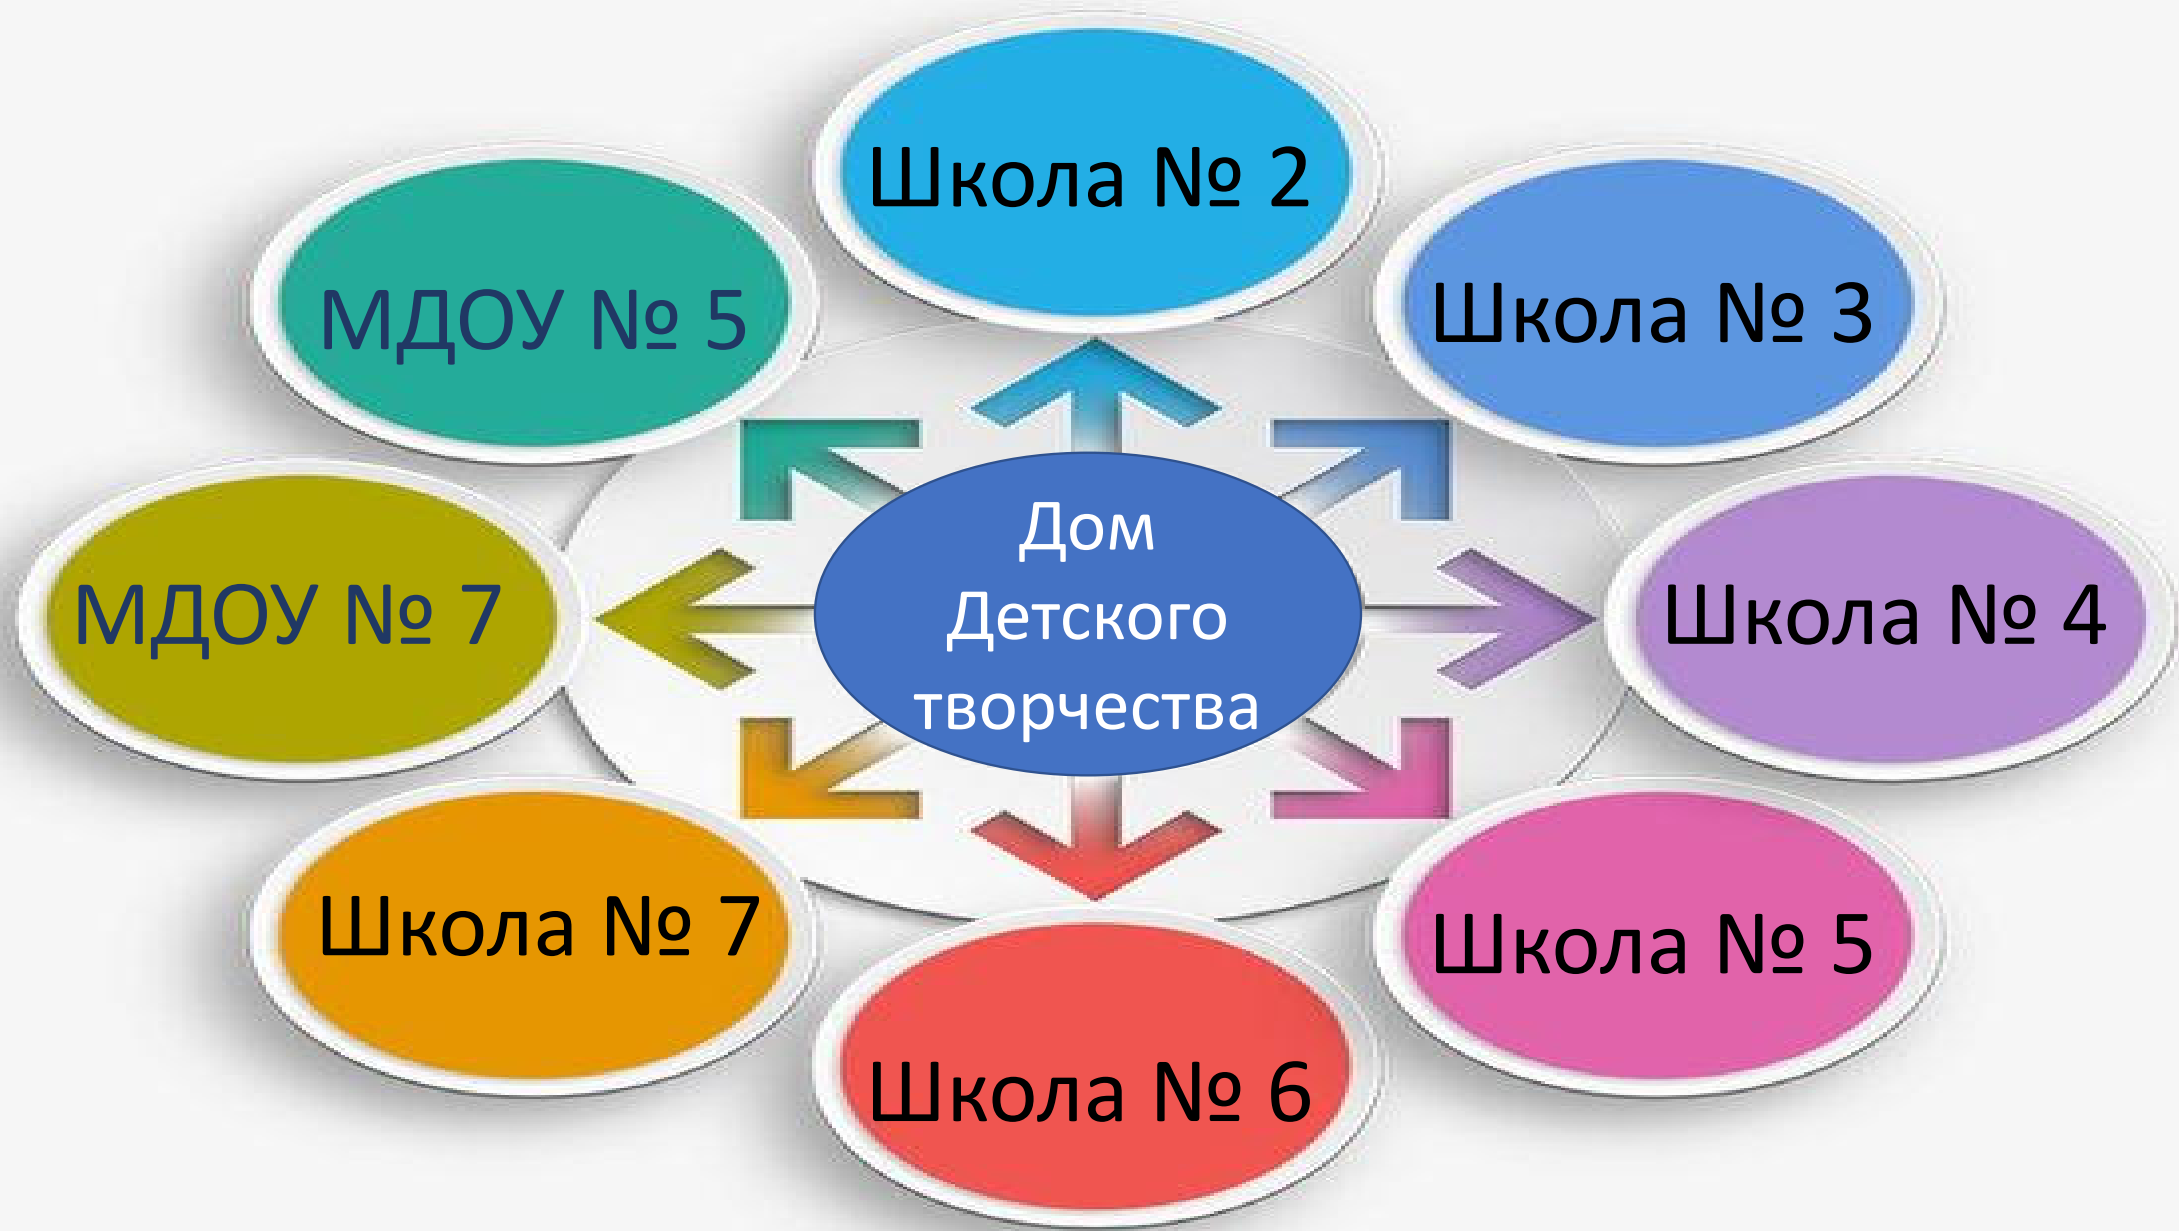 Школа № 2
Школа № 3
МДОУ № 5
Дом
Детского
творчества
МДОУ № 7
Школа № 4
Школа № 7
Школа № 5
Школа № 6